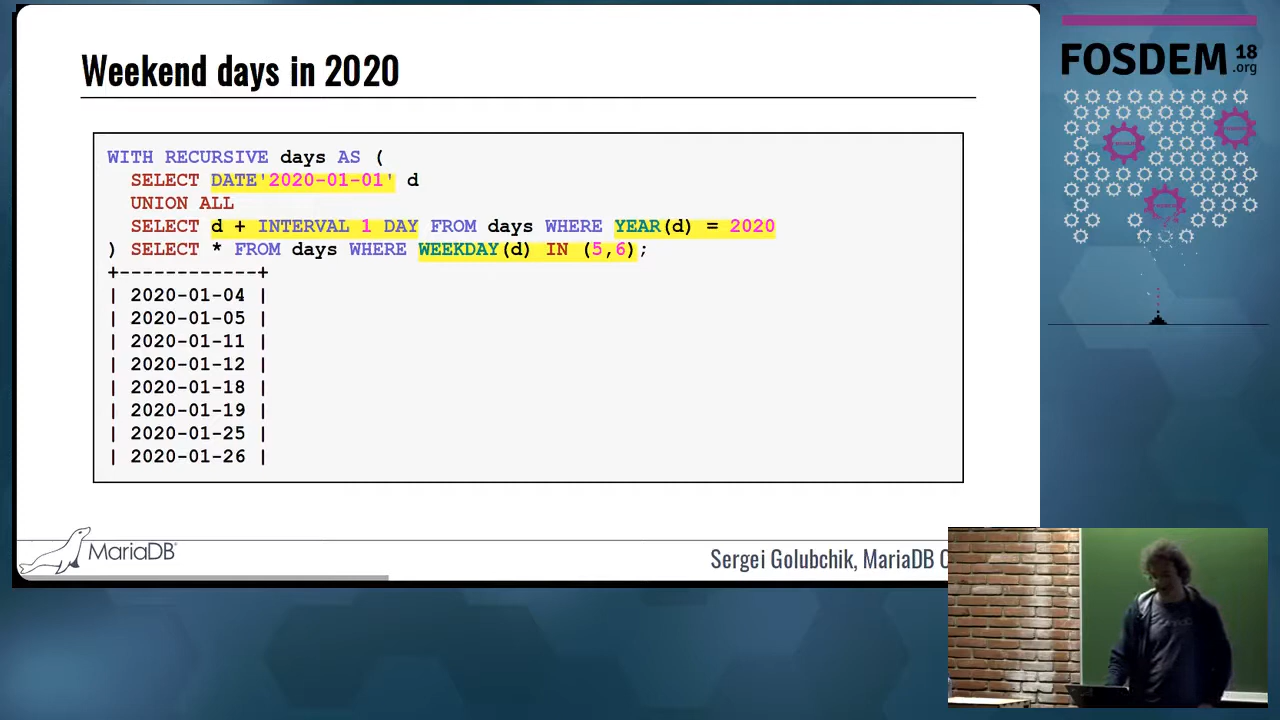 Weekend days in 2020
WITH RECURSIVE days AS (
SELECT DATE'2020-01-01' d
UNION ALL
SELECT d + INTERVAL 1 DAY FROM days WHERE YEAR(d) = 2020
) SELECT * FROM days WHERE WEEKDAY(d) IN (5,6);
+------------+
| 2020-01-04 |
| 2020-01-05 |
| 2020-01-11 |
| 2020-01-12 |
| 2020-01-18 |
| 2020-01-19 |
| 2020-01-25 |
| 2020-01-26 |
MariaDB
Sergei Golubchik, MariaDB
FOSDEM 18
.org